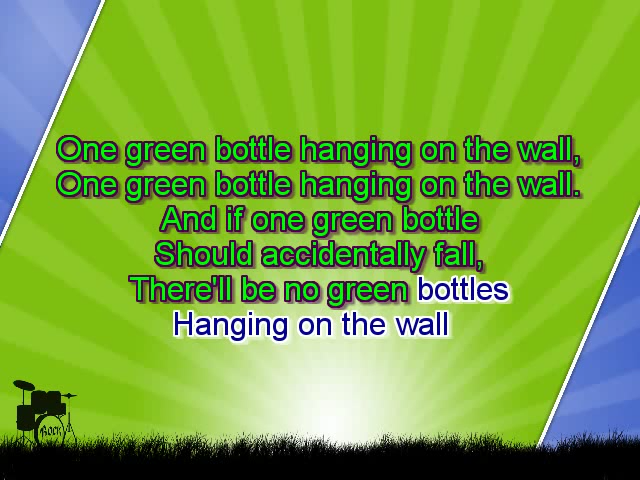 One green bottle hanging on the wall,
One green bottle hanging on the wall.
And if one green bottle
Should accidentally fall,
There'll be no green bottles
Hanging on the wall
ROCK